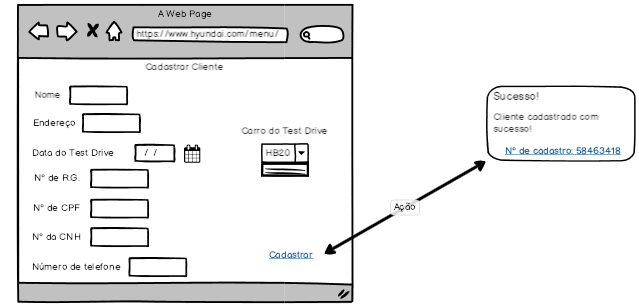 A Web Page
https://www.hyundai.com/menu/
Cadastrar Cliente
Nome
Endereço
Carro do Test Drive
Data do Test Drive / / HB20
Nº de R.G.
Nº de CPF
Nº da CNH
Cadastrar
Número de telefone
Ação
Sucesso!
Cliente cadastrado com
sucesso!
Nº de cadastro: 58463418